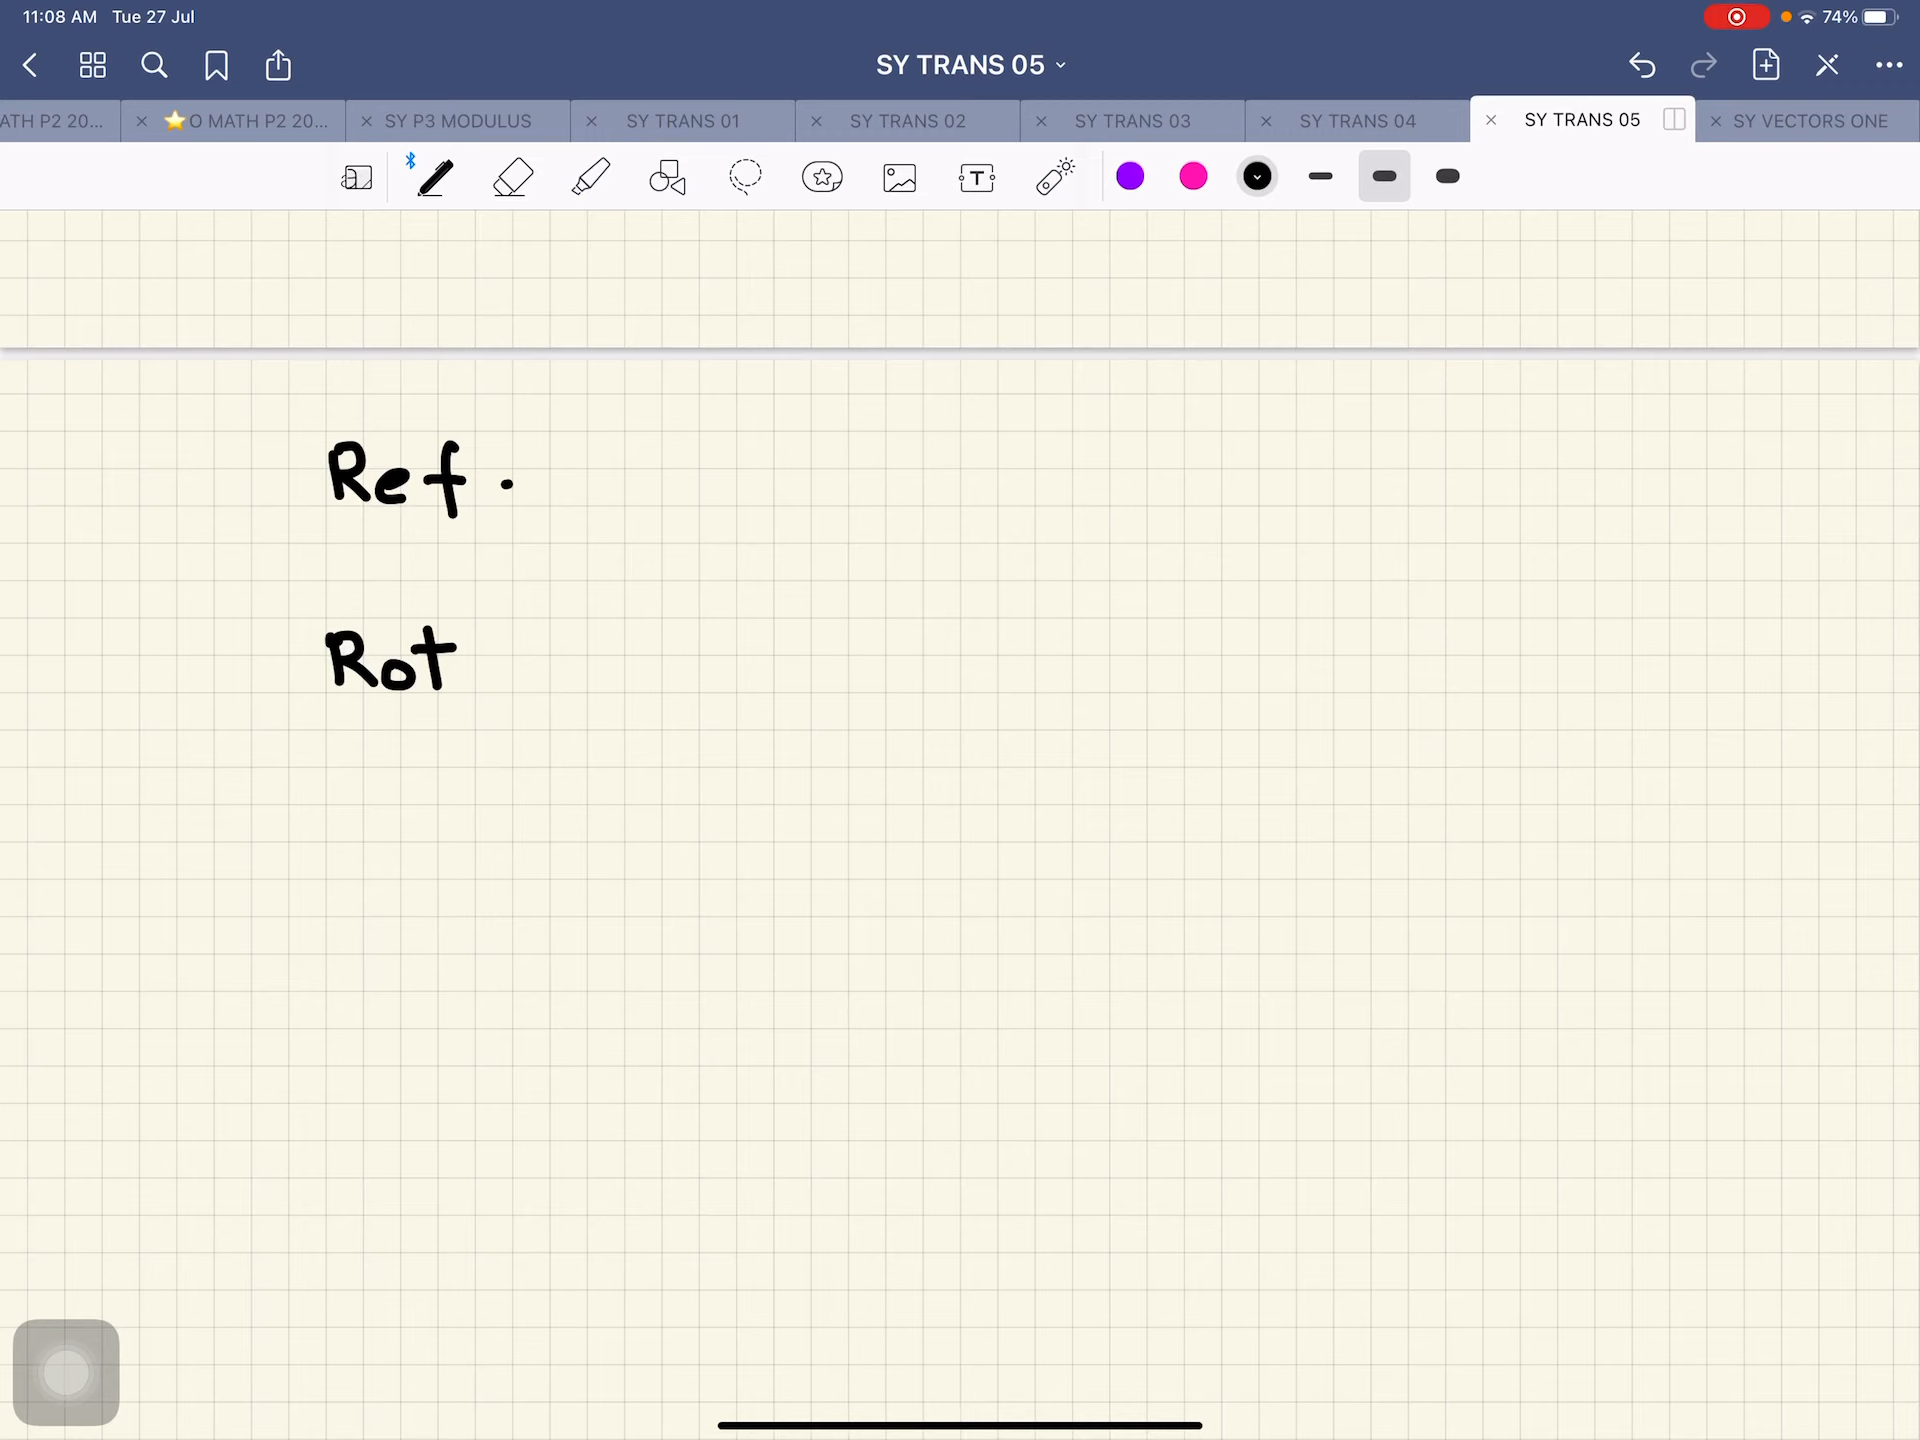 11:08 AM Tue 27 Jul 74%
SY TRANS 05
ATH P2 20... ⭐O MATH P2 20... SY P3 MODULUS SY TRANS 01 SY TRANS 02 SY TRANS 03 SY TRANS 04 SY TRANS 05 SY VECTORS ONE
Ref.
Rot